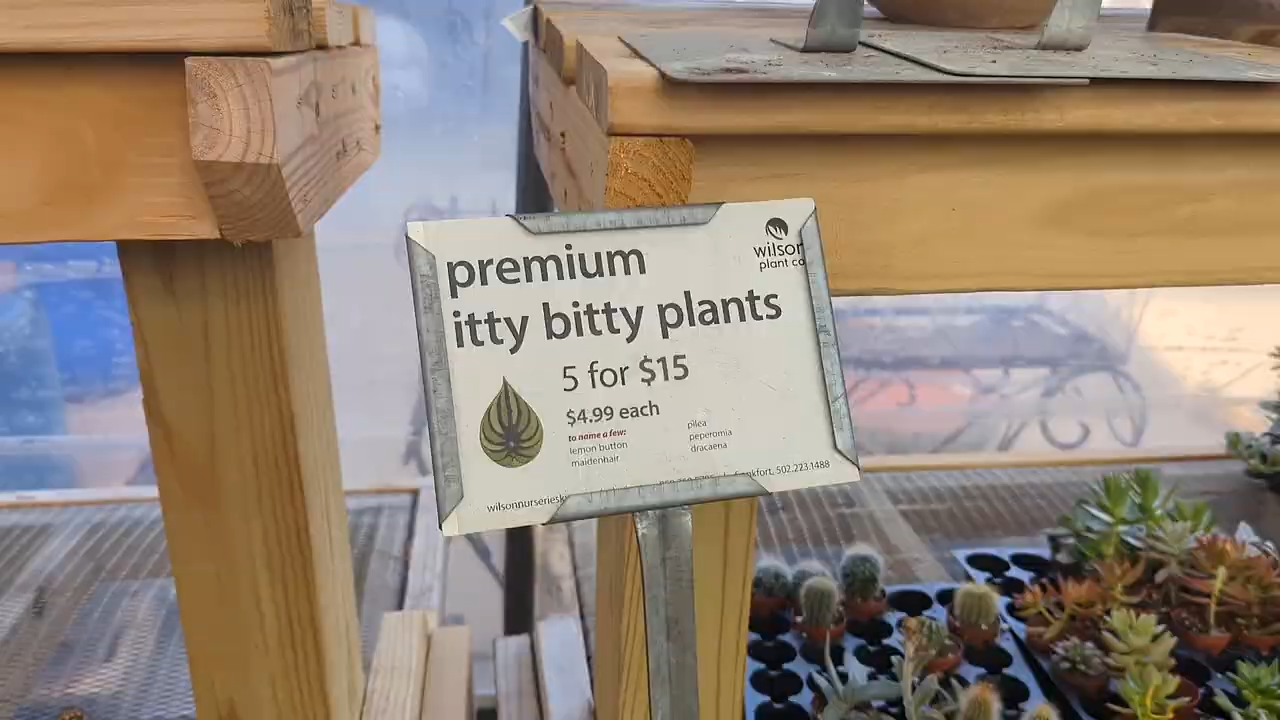 premium
itty bitty plants
wilson
plant co
5 for $15
$4.99 each
to name a few:
lemon button
maidenhair
pilea
peperomia
dracaena
wilsonnurseriesk
Frankfort, 502.223.1488